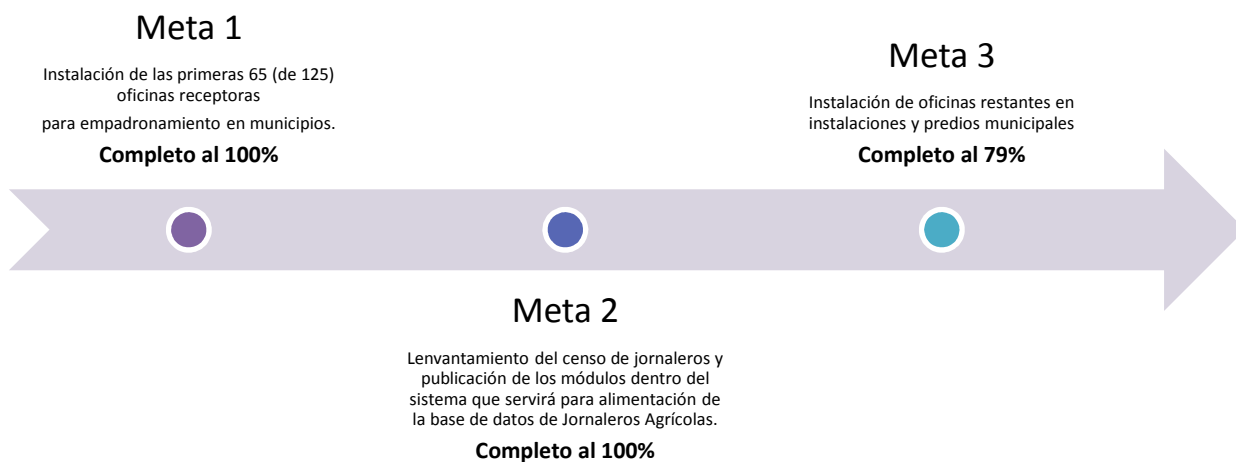 Meta 1
Instalación de las primeras 65 (de 125)
oficinas receptoras
para empadronamiento en municipios.
Completo al 100%
Meta 2
Lenvantamiento del censo de jornaleros y
publicación de los módulos dentro del
sistema que servirá para alimentación de
la base de datos de Jornaleros Agrícolas.
Completo al 100%
Meta 3
Instalación de oficinas restantes en
instalaciones y predios municipales
Completo al 79%